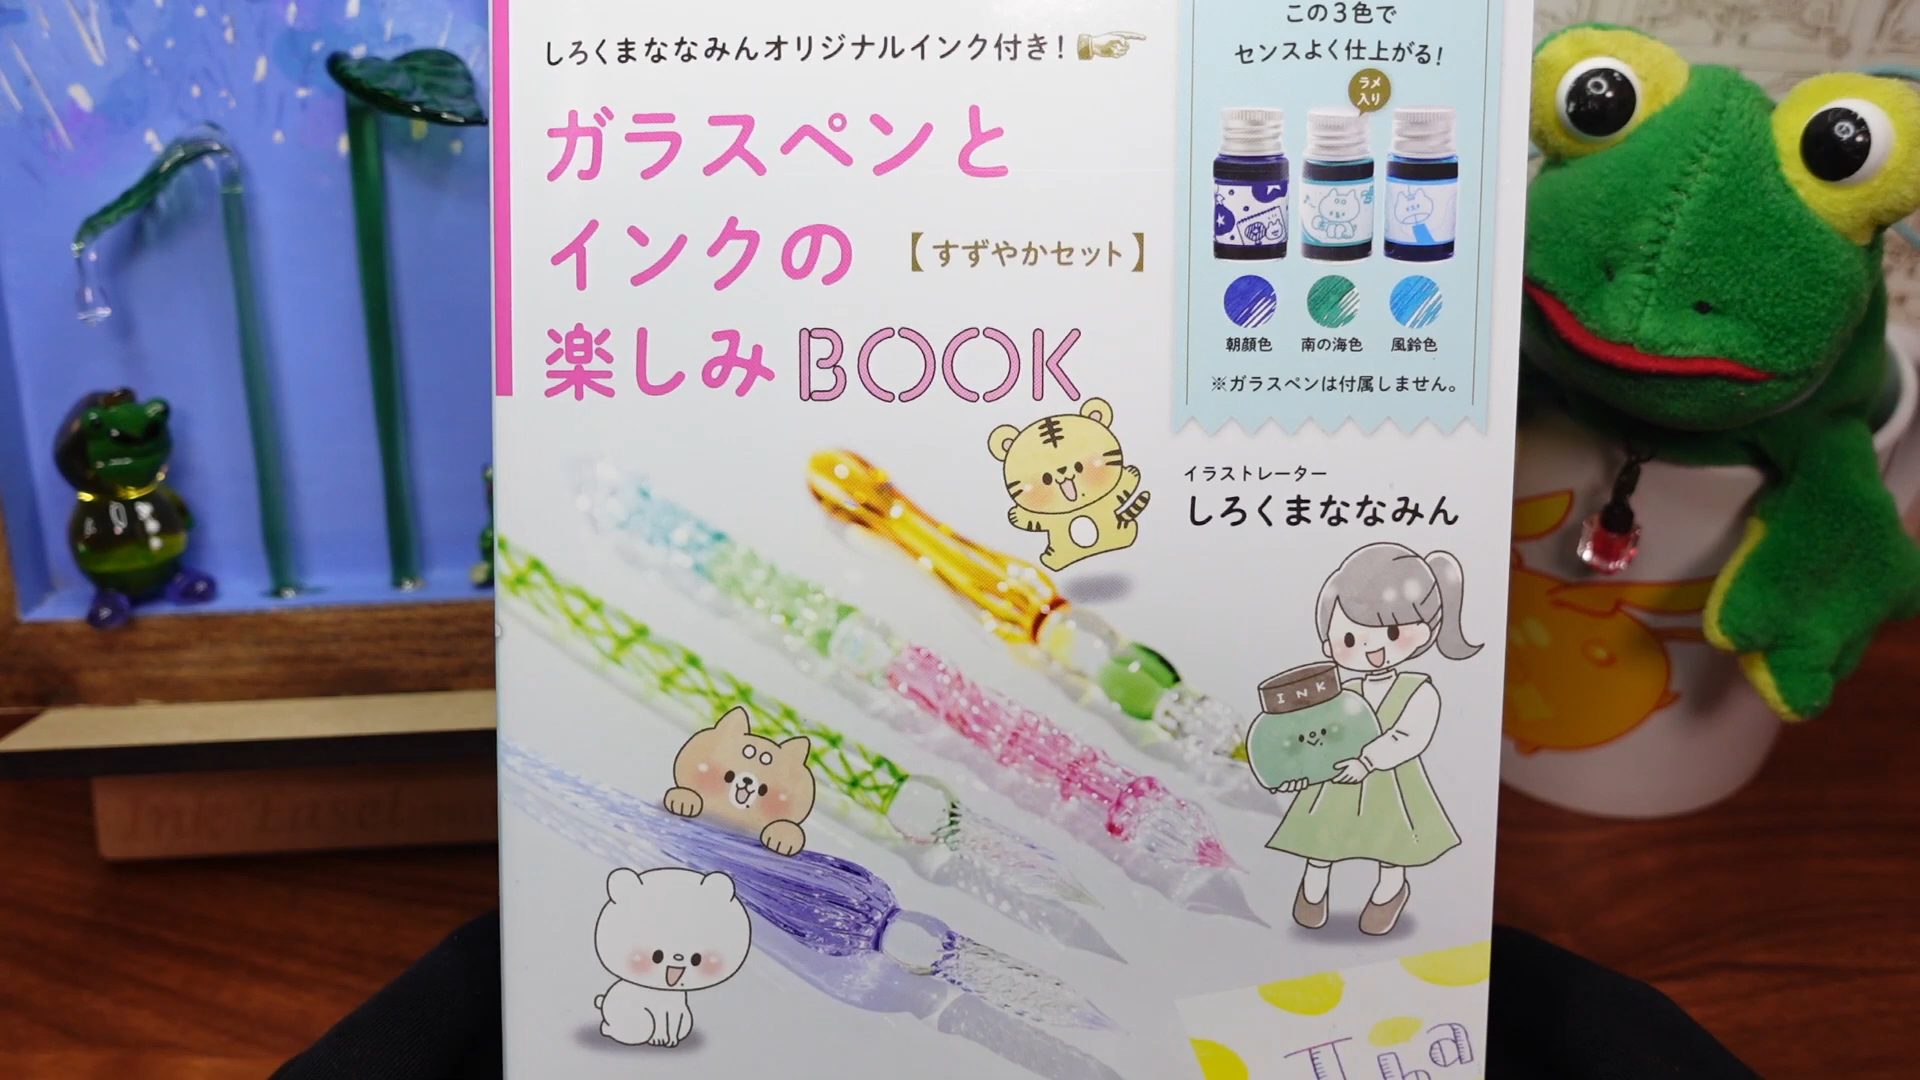 しろくまななみんオリジナルインク付き!
ガラスペンと
インクの
【すずやかセット】
楽しみBOOK
この3色で
センスよく仕上がる!
ラメ
入り
朝顔色 南の海色 風鈴色
※ガラスペンは付属しません。
イラストレーター
しろくまななみん
INK